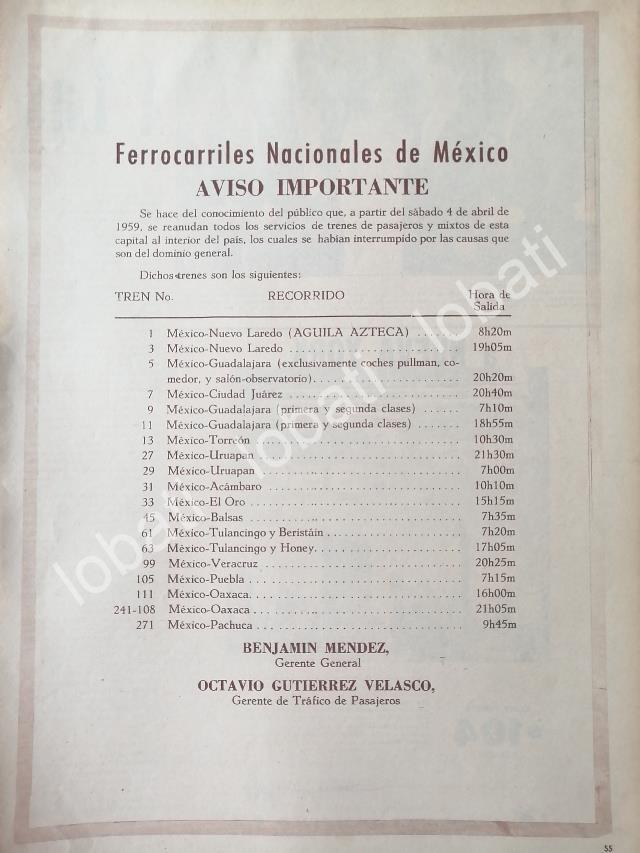 Ferrocarriles Nacionales de México
AVISO IMPORTANTE
Se hace del conocimiento del público que, a partir del sábado 4 de abril de
1959, se reanudan todos los servicios de trenes de pasajeros y mixtos de esta
capital al interior del país, los cuales se habían interrumpido por las causas que
son del dominio general.
Dichos trenes son los siguientes:
TREN No. RECORRIDO Hora de Salida
1 México-Nuevo Laredo (AGUILA AZTECA) ....... 8h20m
3 México-Nuevo Laredo ............................ 19h05m
5 México-Guadalajara (exclusivamente coches pullman, co-
medor, y salón-observatorio). ........................ 20h20m
7 México-Ciudad Juárez ............................ 20h40m
9 México-Guadalajara (primera y segunda clases) ...... 7h10m
11 México-Guadalajara (primera y segunda clases) ....... 18h55m
13 México-Torreón ................................ 10h30m
27 México-Uruapan ................................ 21h30m
29 México-Uruapan ................................ 7h00m
31 México-Acámbaro ............................... 10h10m
33 México-El Oro ................................. 15h15m
45 México-Balsas ................................. 7h35m
61 México-Tulancingo y Beristáin ..................... 7h20m
63 México-Tulancingo y Honey. ....................... 17h05m
99 México-Veracruz ............................... 20h25m
105 México-Puebla ................................. 7h15m
111 México-Oaxaca. ................................ 16h00m
241-108 México-Oaxaca ................................. 21h05m
271 México-Pachuca ................................ 9h45m
BENJAMIN MENDEZ,
Gerente General
OCTAVIO GUTIERREZ VELASCO,
Gerente de Tráfico de Pasajeros
55
lobati lobati lobati